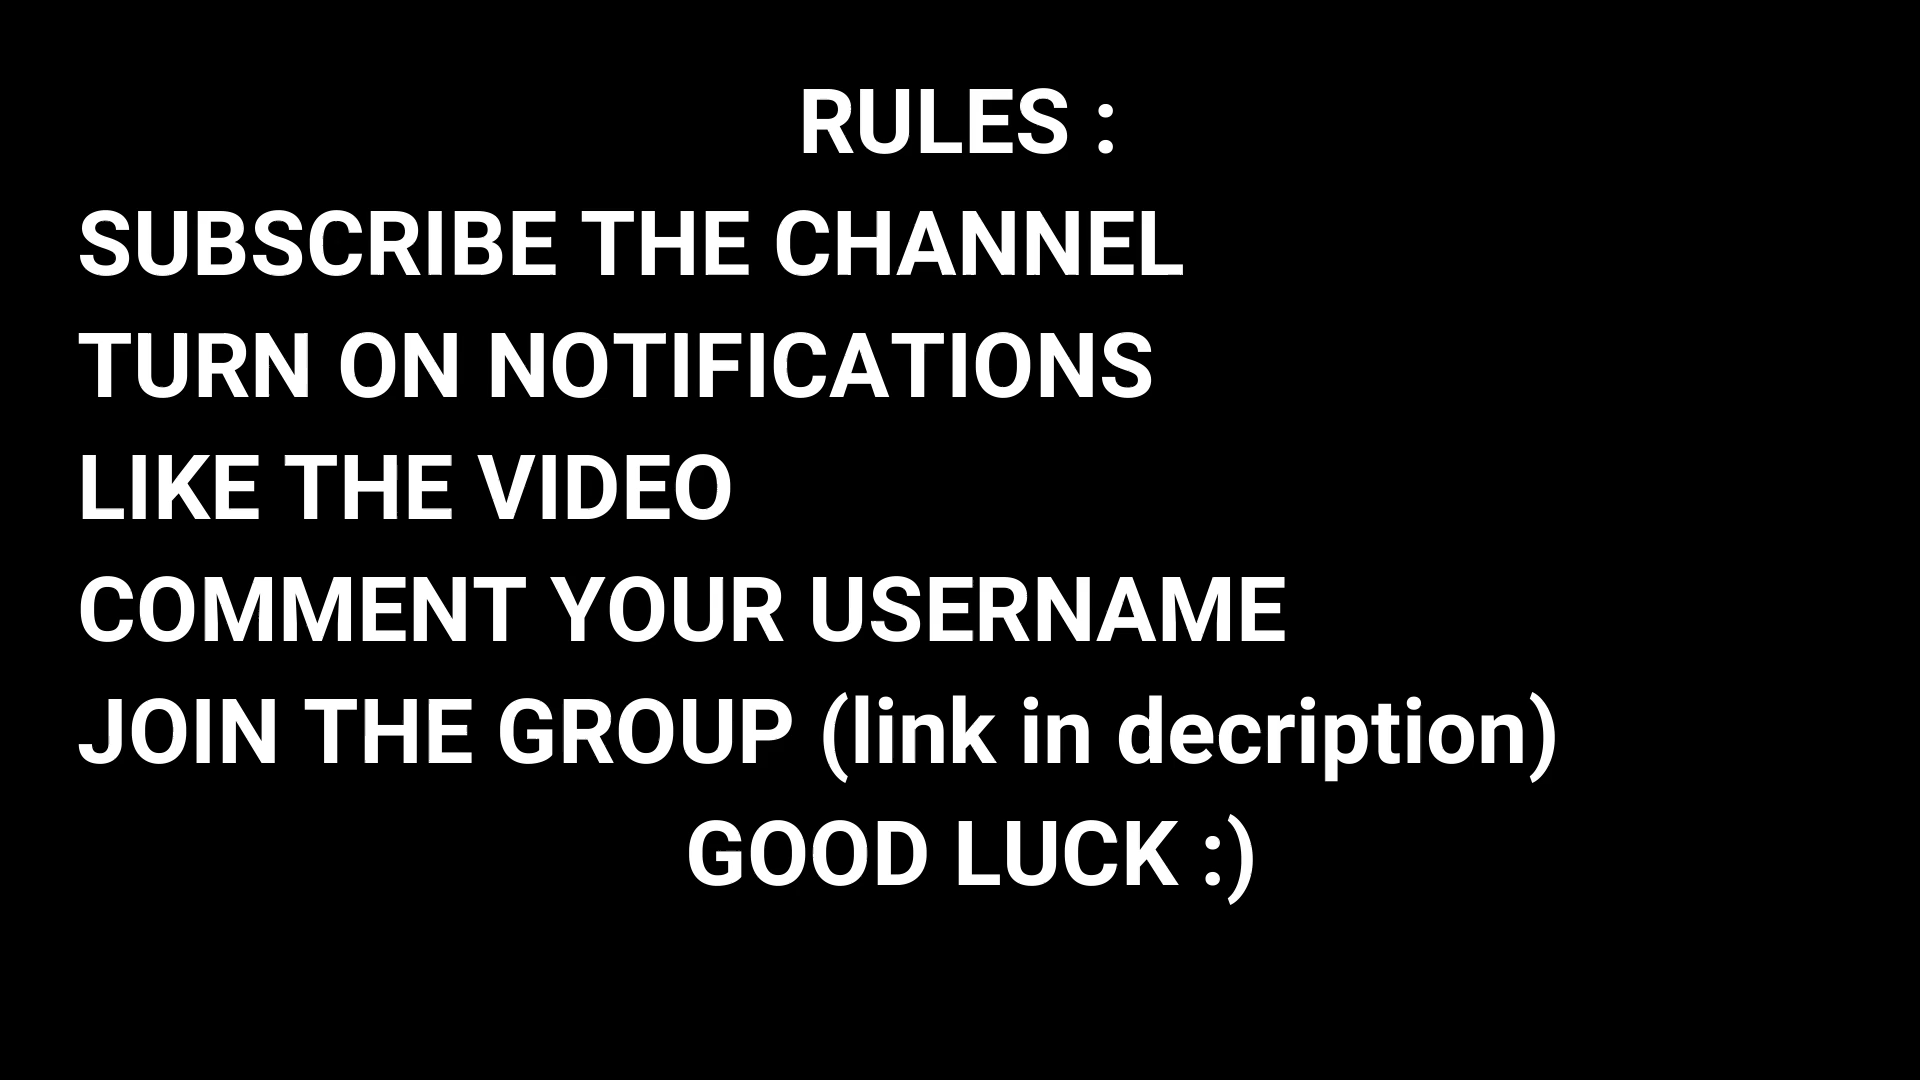 RULES :
SUBSCRIBE THE CHANNEL
TURN ON NOTIFICATIONS
LIKE THE VIDEO
COMMENT YOUR USERNAME
JOIN THE GROUP (link in decription)
GOOD LUCK :)